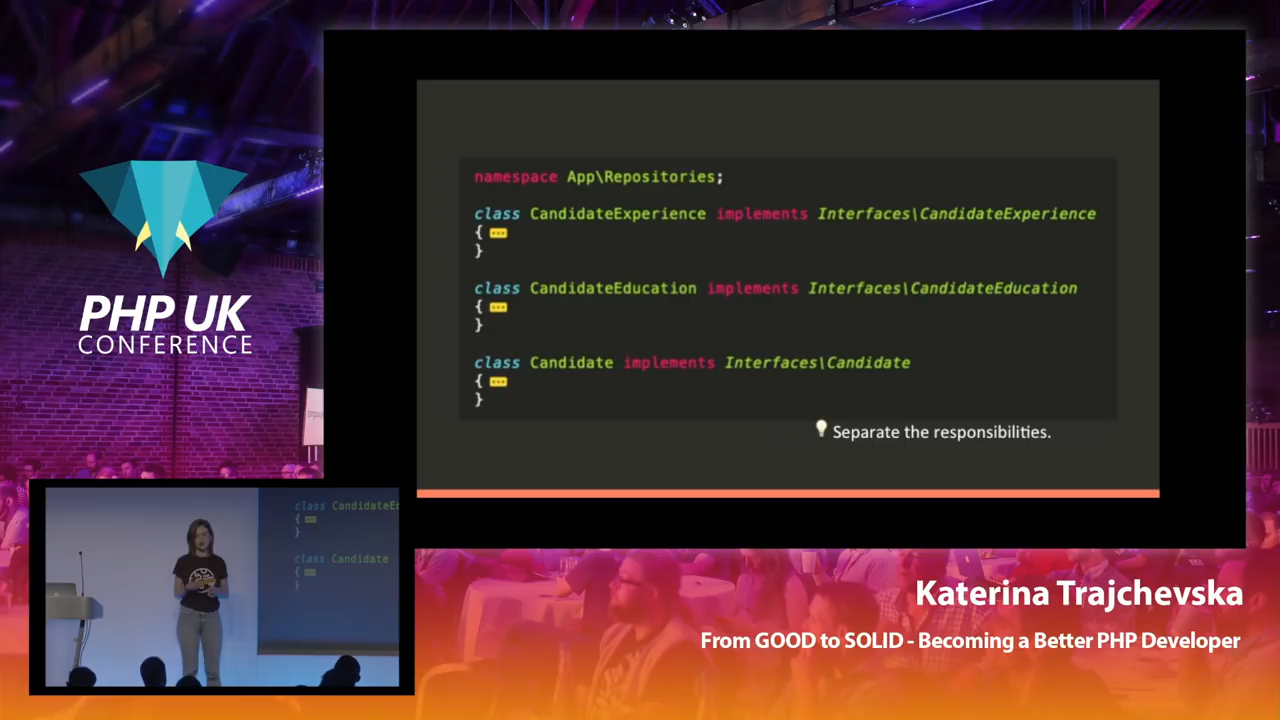 PHP UK
CONFERENCE
namespace App\Repositories;
class CandidateExperience implements Interfaces\CandidateExperience
{
}
class CandidateEducation implements Interfaces\CandidateEducation
{
}
class Candidate implements Interfaces\Candidate
{
}
Separate the responsibilities.
class CandidateEd
{
}
class Candidate
{
}
Katerina Trajchevska
From GOOD to SOLID - Becoming a Better PHP Developer